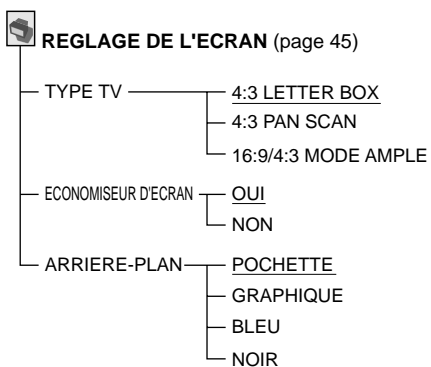 REGLAGE DE L'ECRAN (page 45)
TYPE TV
4:3 LETTER BOX
4:3 PAN SCAN
16:9/4:3 MODE AMPLE
ECONOMISEUR D'ECRAN
OUI
NON
ARRIERE-PLAN
POCHETTE
GRAPHIQUE
BLEU
NOIR